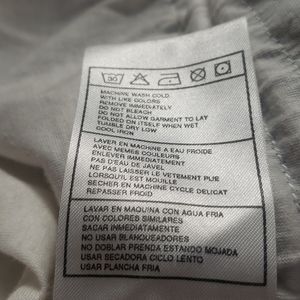 30
MACHINE WASH COLD
WITH LIKE COLORS
REMOVE IMMEDIATELY
DO NOT BLEACH
DO NOT ALLOW GARMENT TO LAY
FOLDED ON ITSELF WHEN WET
TUMBLE DRY LOW
COOL IRON
LAVER EN MACHINE A EAU FROIDE
AVEC MEMES COULEURS
ENLEVER IMMEDIATEMENT
PAS D'EAU DE JAVEL
NE PAS LAISSER LE VETEMENT PLIE
LORSQU'IL EST MOUILLE
SECHER EN MACHINE CYCLE DELICAT
REPASSER FROID
LAVAR EN MAQUINA CON AGUA FRIA
CON COLORES SIMILARES
SACAR INMEDIATAMENTE
NO USAR BLANQUEADORES
NO DOBLAR PRENDA ESTANDO MOJADA
USAR SECADORA CICLO LENTO
USAR PLANCHA FRIA